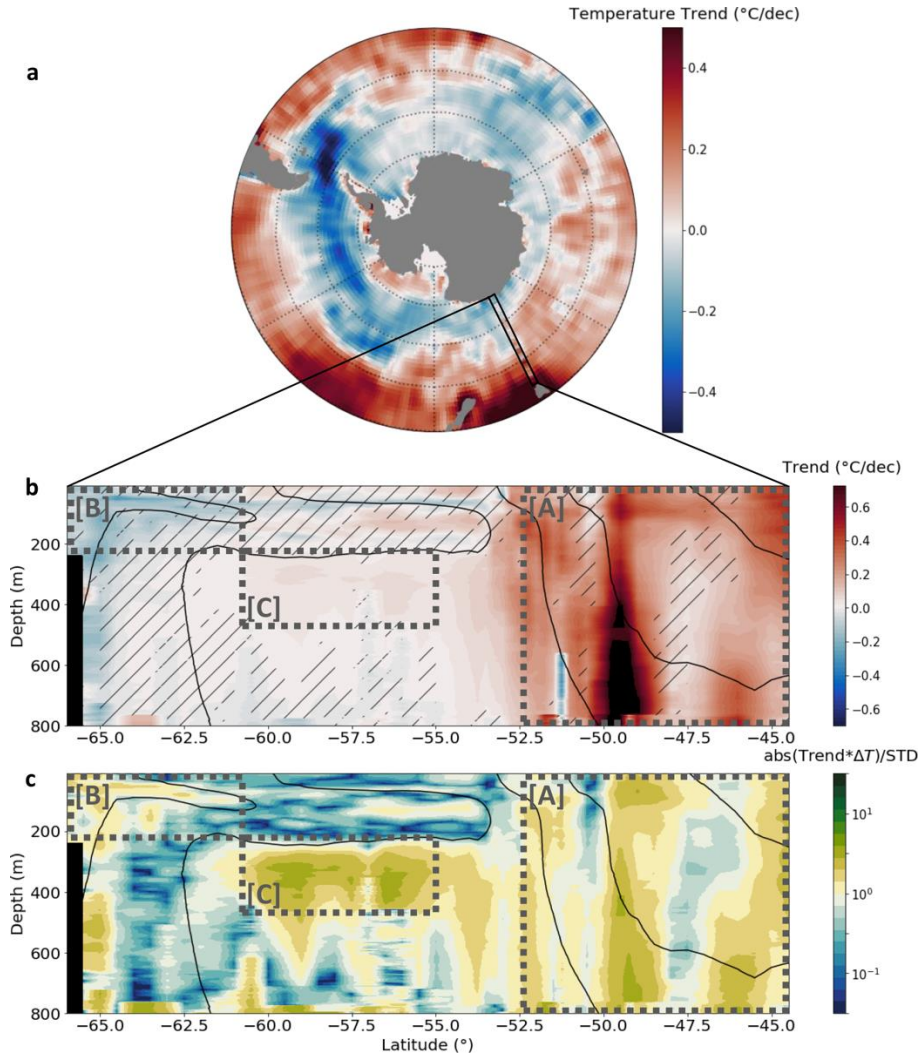 Temperature Trend (°C/dec)
a
0.4
0.2
0.0
−0.2
−0.4
Trend (°C/dec)
b
[B]
[A]
[C]
200
400
600
800
Depth (m)
−65.0 −62.5 −60.0 −57.5 −55.0 −52.5 −50.0 −47.5 −45.0
0.6
0.4
0.2
0.0
−0.2
−0.4
−0.6
abs(Trend*ΔT)/STD
c
[B]
[A]
[C]
200
400
600
800
Depth (m)
−65.0 −62.5 −60.0 −57.5 −55.0 −52.5 −50.0 −47.5 −45.0
Latitude (°)
10¹
10⁰
10⁻¹